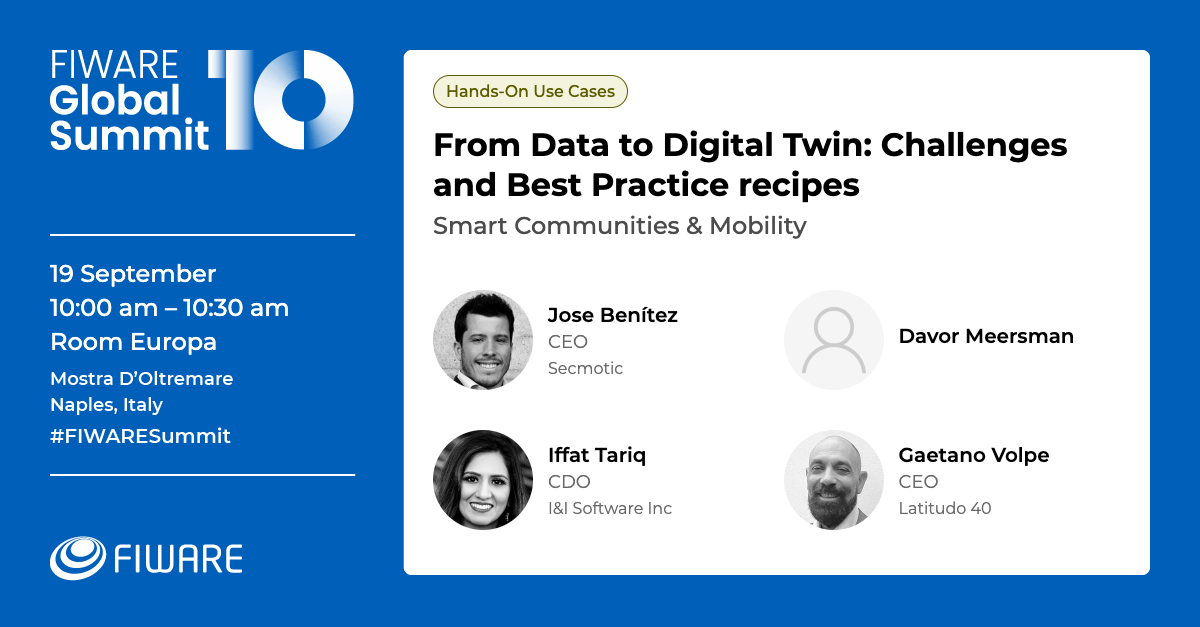 FIWARE
Global
Summit
10
19 September
10:00 am – 10:30 am
Room Europa
Mostra D’Oltremare
Naples, Italy
#FIWARESummit
FIWARE
Hands-On Use Cases
From Data to Digital Twin: Challenges
and Best Practice recipes
Smart Communities & Mobility
Jose Benítez
CEO
Secmotic
Davor Meersman
Iffat Tariq
CDO
I&I Software Inc
Gaetano Volpe
CEO
Latitudo 40